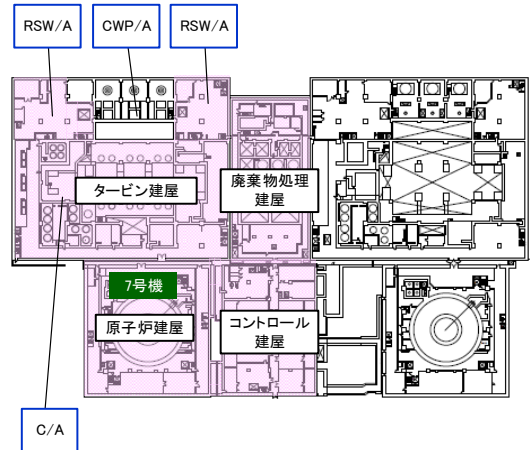 RSW/A
CWP/A
RSW/A
タービン建屋
廃棄物処理
建屋
7号機
原子炉建屋
コントロール
建屋
C/A